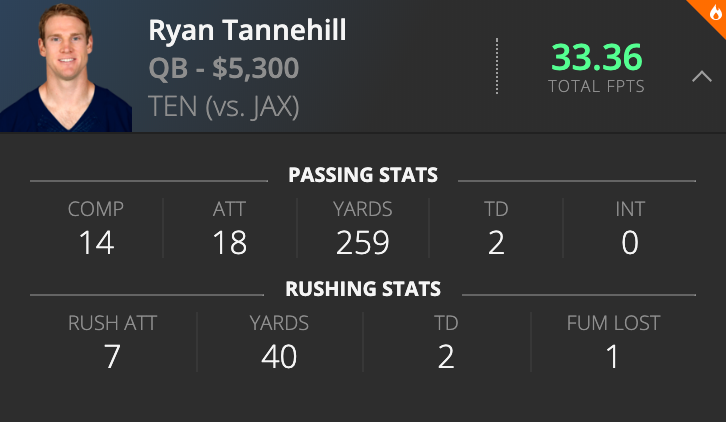 Ryan Tannehill
QB - $5,300
TEN (vs. JAX)
33.36
TOTAL FPTS
PASSING STATS
COMP ATT YARDS TD INT
14 18 259 2 0
RUSHING STATS
RUSH ATT YARDS TD FUM LOST
7 40 2 1